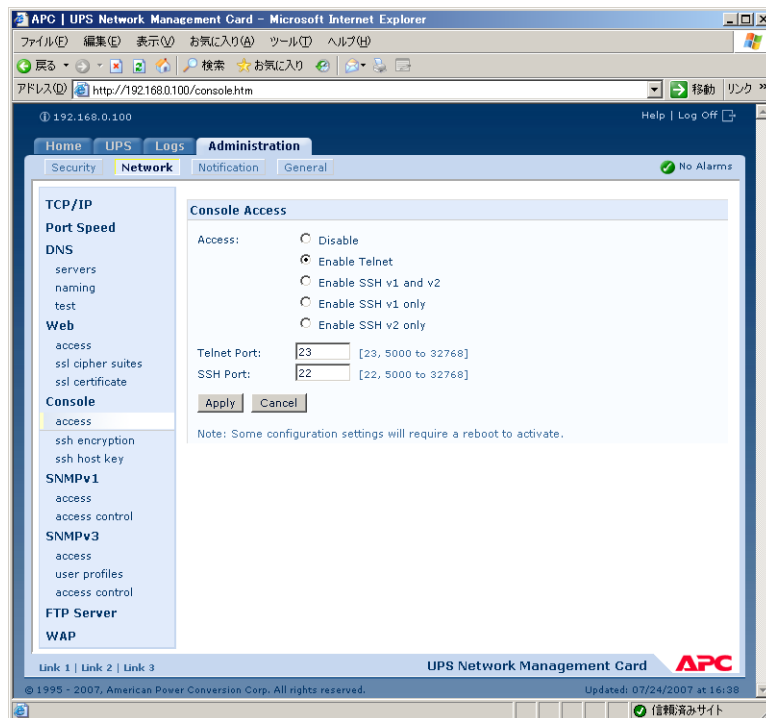 APC | UPS Network Management Card - Microsoft Internet Explorer
ファイル(F) 編集(E) 表示(V) お気に入り(A) ツール(T) ヘルプ(H)
戻る 検索 お気に入り
アドレス(D) http://192.168.0.100/console.htm 移動 リンク »
192.168.0.100 Help | Log Off
Home UPS Logs Administration
Security Network Notification General No Alarms
TCP/IP
Port Speed
DNS
servers
naming
test
Web
access
ssl cipher suites
ssl certificate
Console
access
ssh encryption
ssh host key
SNMPv1
access
access control
SNMPv3
access
user profiles
access control
FTP Server
WAP
Console Access
Access: Disable
Enable Telnet
Enable SSH v1 and v2
Enable SSH v1 only
Enable SSH v2 only
Telnet Port: 23 [23, 5000 to 32768]
SSH Port: 22 [22, 5000 to 32768]
Apply Cancel
Note: Some configuration settings will require a reboot to activate.
Link 1 | Link 2 | Link 3 UPS Network Management Card APC
© 1995 - 2007, American Power Conversion Corp. All rights reserved. Updated: 07/24/2007 at 16:38
信頼済みサイト